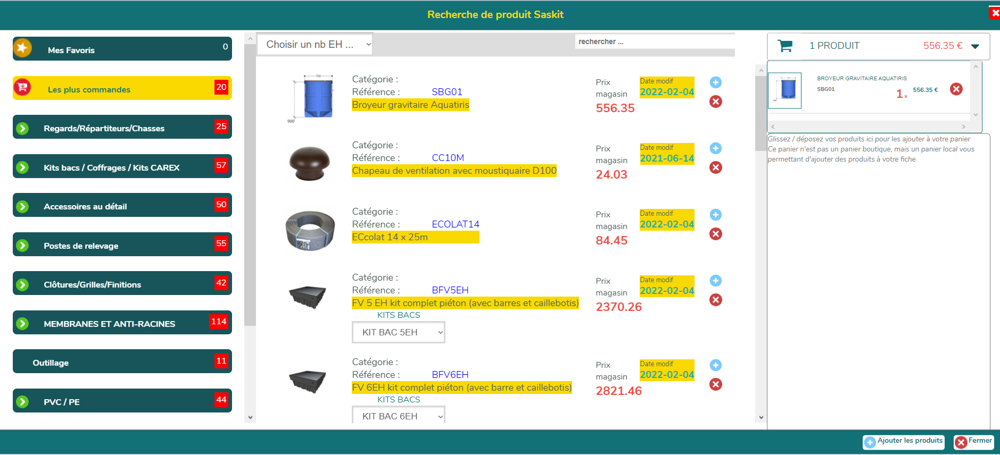 Recherche de produit Saskit
Mes Favoris 0
Les plus commandes 20
Regards/Répartiteurs/Chasses 25
Kits bacs / Coffrages / Kits CAREX 57
Accessoires au détail 50
Postes de relevage 55
Clôtures/Grilles/Finitions 42
MEMBRANES ET ANTI-RACINES 114
Outillage 11
PVC / PE 44
Choisir un nb EH ...
rechercher ...
700
900
Catégorie :
Référence : SBG01
Broyeur gravitaire Aquatiris
Prix
magasin
556.35
Date modif
2022-02-04
Catégorie :
Référence : CC10M
Chapeau de ventilation avec moustiquaire D100
Prix
magasin
24.03
Date modif
2021-06-14
Catégorie :
Référence : ECOLAT14
ECcolat 14 x 25m
Prix
magasin
84.45
Date modif
2022-02-04
Catégorie :
Référence : BFV5EH
FV 5 EH kit complet piéton (avec barres et caillebotis)
KITS BACS
KIT BAC 5EH
Prix
magasin
2370.26
Date modif
2022-02-04
Catégorie :
Référence : BFV6EH
FV 6EH kit complet piéton (avec barre et caillebotis)
KITS BACS
KIT BAC 6EH
Prix
magasin
2821.46
Date modif
2022-02-04
1 PRODUIT 556.35 €
BROYEUR GRAVITAIRE AQUATIRIS
SBG01
1 × 556.35 €
Glissez / déposez vos produits ici pour les ajouter à votre panier
Ce panier n'est pas un panier boutique, mais un panier local vous
permettant d'ajouter des produits à votre fiche
Ajouter les produits
Fermer